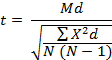 t = Md / √(∑ X²d / N (N − 1))